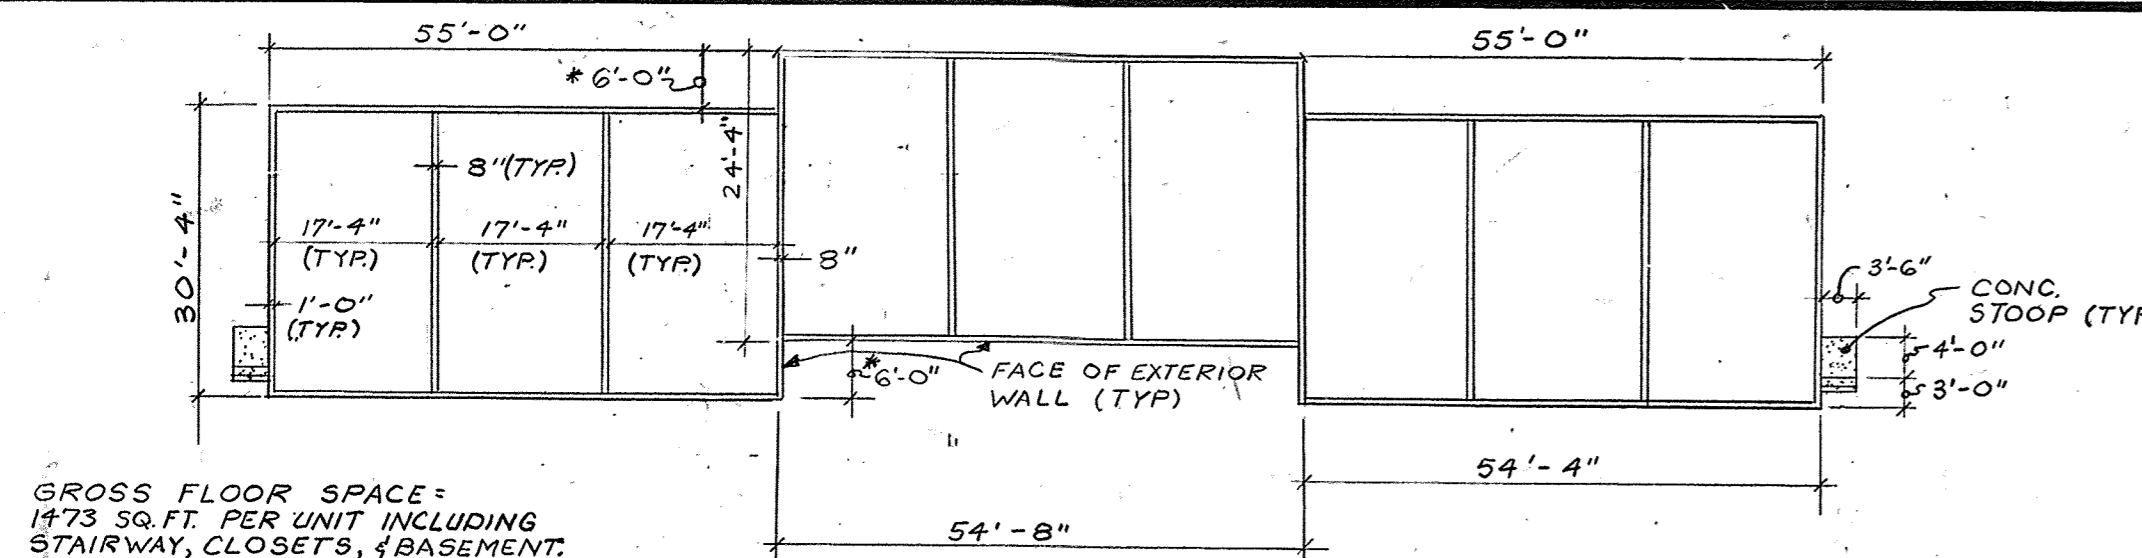 55'-0"
55'-0"
* 6'-0"
24'-4"
30'-4"
8" (TYP.)
17'-4"
(TYP.)
17'-4"
(TYP.)
17'-4"
(TYP.)
8"
1'-0"
(TYP.)
3'-6"
CONC.
STOOP (TYP
4'-0"
3'-0"
* 6'-0"
FACE OF EXTERIOR
WALL (TYP)
54'-4"
54'-8"
GROSS FLOOR SPACE =
1473 SQ. FT. PER UNIT INCLUDING
STAIRWAY, CLOSETS, & BASEMENT.